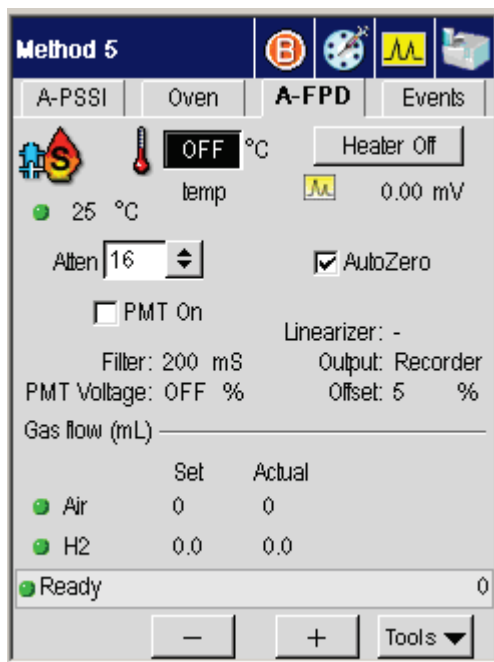 Method 5
B
A-PSSI Oven A-FPD Events
S OFF °C Heater Off
temp 0.00 mV
25 °C
Atten 16 AutoZero
PMT On
Linearizer: -
Filter: 200 mS Output: Recorder
PMT Voltage: OFF % Offset: 5 %
Gas flow (mL)
Set Actual
Air 0 0
H2 0.0 0.0
Ready 0
− + Tools